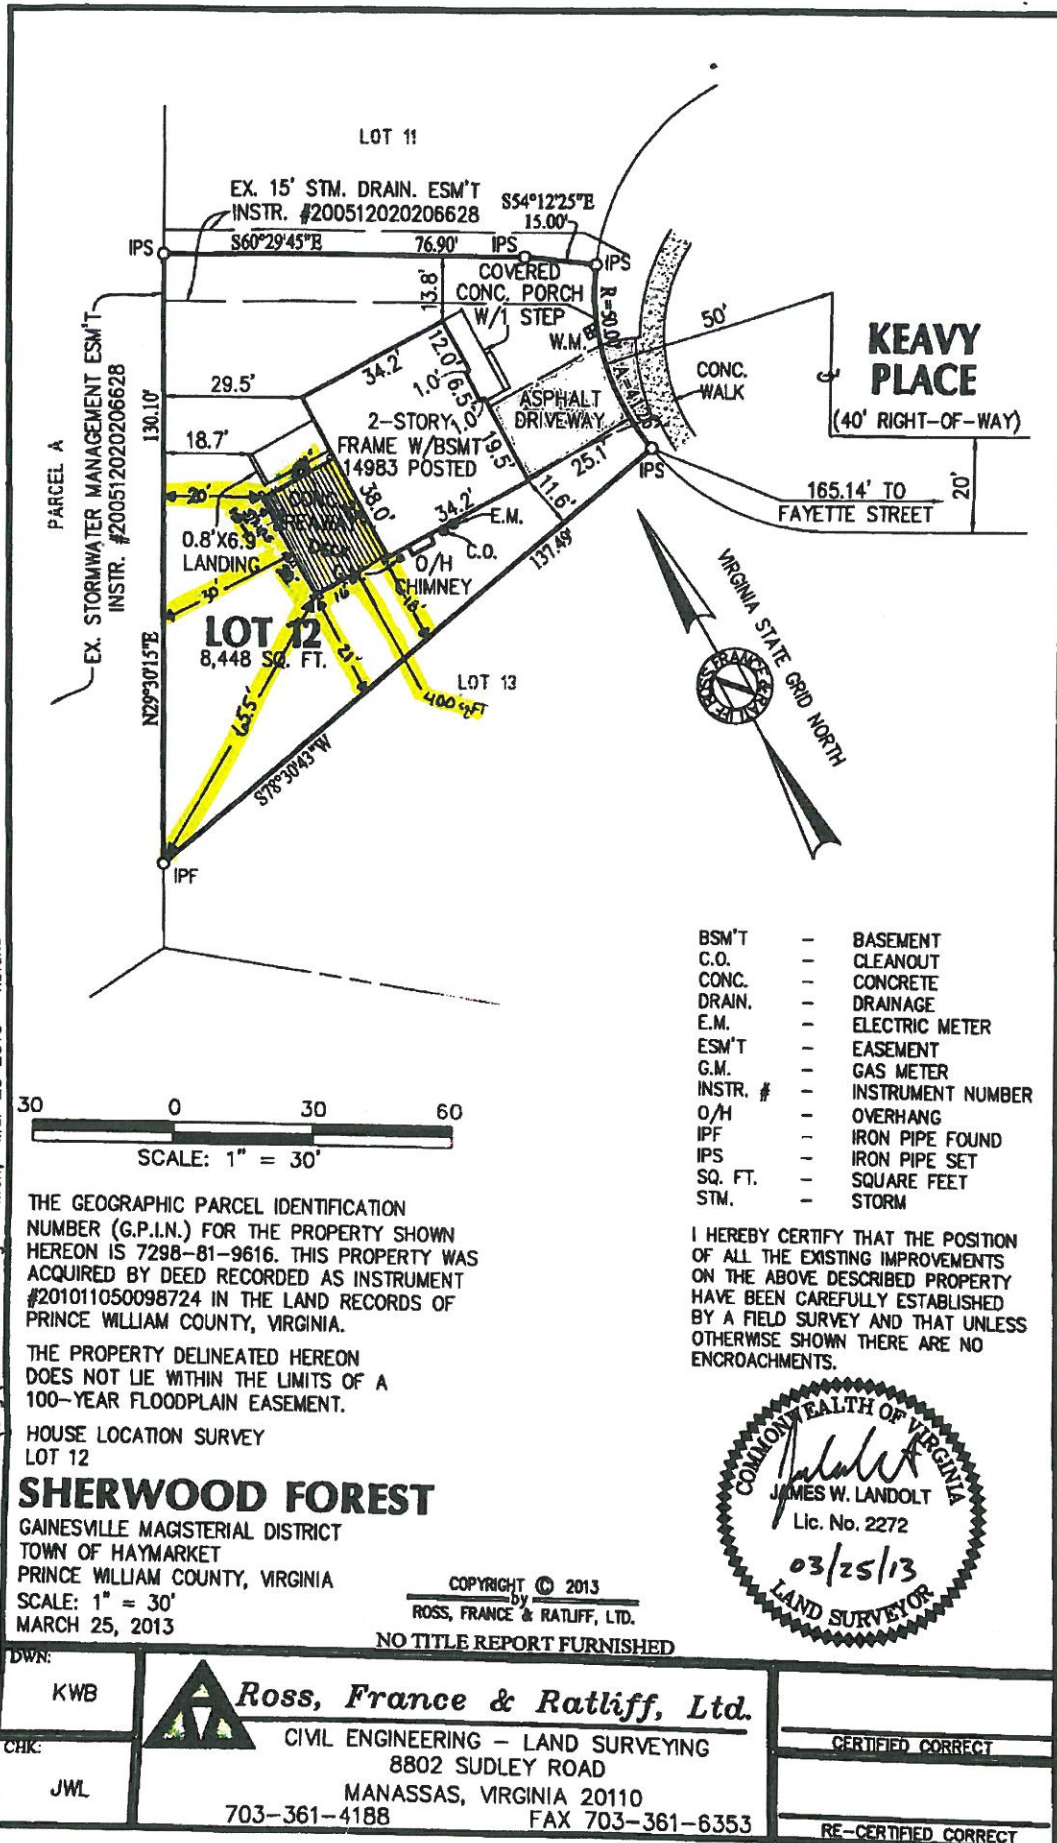 LOT 11
EX. 15' STM. DRAIN. ESM'T
INSTR. #200512020206628
S54°12'25"E
15.00'
IPS
S60°29'45"E
76.90'
IPS
IPS
COVERED
CONC. PORCH
W/1 STEP
13.8'
R=50.00'
W.M.
50'
KEAVY
PLACE
(40' RIGHT-OF-WAY)
CONC.
WALK
ASPHALT
DRIVEWAY
PARCEL A
EX. STORMWATER MANAGEMENT ESM'T
INSTR. #200512020206628
130.10'
N29°30'15"E
29.5'
18.7'
34.2'
12.0'
1.0'
6.5'
1.0'
19.5'
2-STORY
FRAME W/BSMT
14983 POSTED
38.0'
34.2'
25.1'
11.6'
E.M.
C.O.
O/H
CHIMNEY
IPS
165.14' TO
FAYETTE STREET
20'
20'
CONC.
DECK
0.8'X6.9'
LANDING
30'
16'
18'
21'
65.5'
400 sq FT
LOT 12
8,448 SQ. FT.
LOT 13
137.49'
S78°30'43"W
IPF
VIRGINIA STATE GRID NORTH
ROSS, FRANCE & RATLIFF
BSM'T - BASEMENT
C.O. - CLEANOUT
CONC. - CONCRETE
DRAIN. - DRAINAGE
E.M. - ELECTRIC METER
ESM'T - EASEMENT
G.M. - GAS METER
INSTR. # - INSTRUMENT NUMBER
O/H - OVERHANG
IPF - IRON PIPE FOUND
IPS - IRON PIPE SET
SQ. FT. - SQUARE FEET
STM. - STORM
30 0 30 60
SCALE: 1" = 30'
THE GEOGRAPHIC PARCEL IDENTIFICATION
NUMBER (G.P.I.N.) FOR THE PROPERTY SHOWN
HEREON IS 7298-81-9616. THIS PROPERTY WAS
ACQUIRED BY DEED RECORDED AS INSTRUMENT
#201011050098724 IN THE LAND RECORDS OF
PRINCE WILLIAM COUNTY, VIRGINIA.
THE PROPERTY DELINEATED HEREON
DOES NOT LIE WITHIN THE LIMITS OF A
100-YEAR FLOODPLAIN EASEMENT.
I HEREBY CERTIFY THAT THE POSITION
OF ALL THE EXISTING IMPROVEMENTS
ON THE ABOVE DESCRIBED PROPERTY
HAVE BEEN CAREFULLY ESTABLISHED
BY A FIELD SURVEY AND THAT UNLESS
OTHERWISE SHOWN THERE ARE NO
ENCROACHMENTS.
HOUSE LOCATION SURVEY
LOT 12
SHERWOOD FOREST
GAINESVILLE MAGISTERIAL DISTRICT
TOWN OF HAYMARKET
PRINCE WILLIAM COUNTY, VIRGINIA
SCALE: 1" = 30'
MARCH 25, 2013
COPYRIGHT © 2013
by
ROSS, FRANCE & RATLIFF, LTD.
NO TITLE REPORT FURNISHED
COMMONWEALTH OF VIRGINIA
JAMES W. LANDOLT
Lic. No. 2272
03/25/13
LAND SURVEYOR
DWN:
KWB
CHK:
JWL
Ross, France & Ratliff, Ltd.
CIVIL ENGINEERING - LAND SURVEYING
8802 SUDLEY ROAD
MANASSAS, VIRGINIA 20110
703-361-4188 FAX 703-361-6353
CERTIFIED CORRECT
RE-CERTIFIED CORRECT